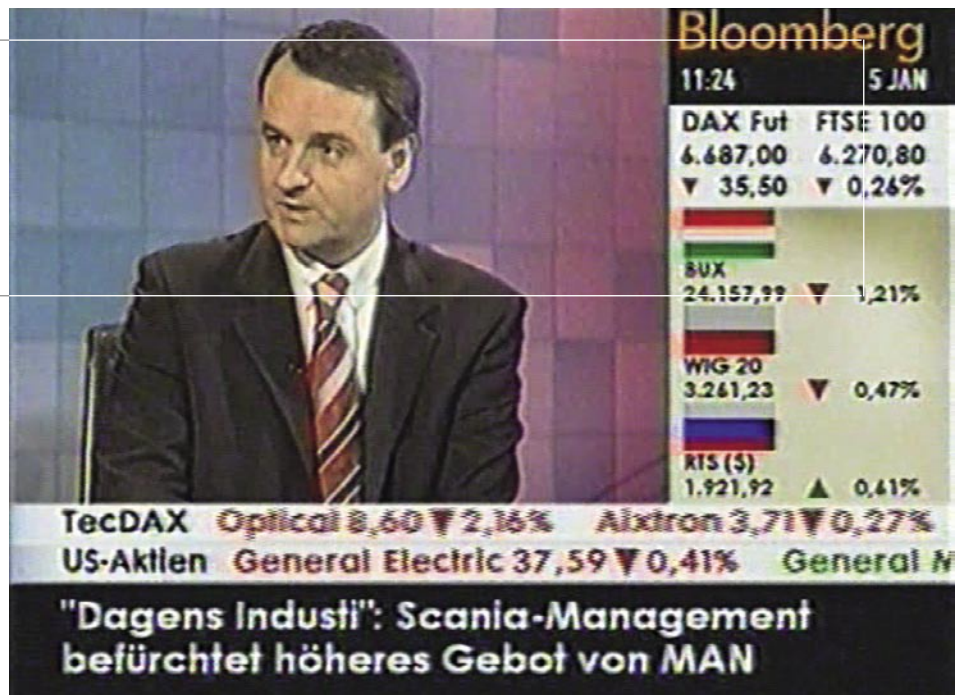 Bloomberg
11:24 5 JAN
DAX Fut FTSE 100
6.687,00 6.270,80
▼ 35,50 ▼ 0,26%
BUX
24.157,99 ▼ 1,21%
WIG 20
3.261,23 ▼ 0,47%
RTS ($)
1.921,92 ▲ 0,61%
TecDAX Optical 8,60 ▼ 2,16% Aixtron 3,71 ▼ 0,27%
US-Aktien General Electric 37,59 ▼ 0,41% General
"Dagens Industi": Scania-Management
befürchtet höheres Gebot von MAN